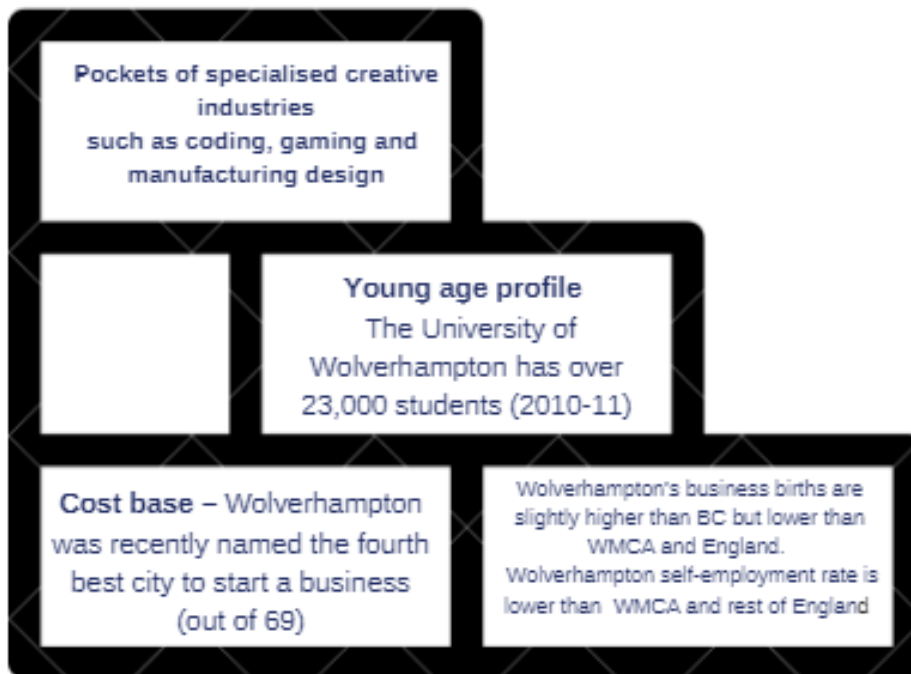 Pockets of specialised creative
industries
such as coding, gaming and
manufacturing design
Young age profile
The University of
Wolverhampton has over
23,000 students (2010-11)
Cost base – Wolverhampton
was recently named the fourth
best city to start a business
(out of 69)
Wolverhampton's business births are
slightly higher than BC but lower than
WMCA and England.
Wolverhampton self-employment rate is
lower than WMCA and rest of England